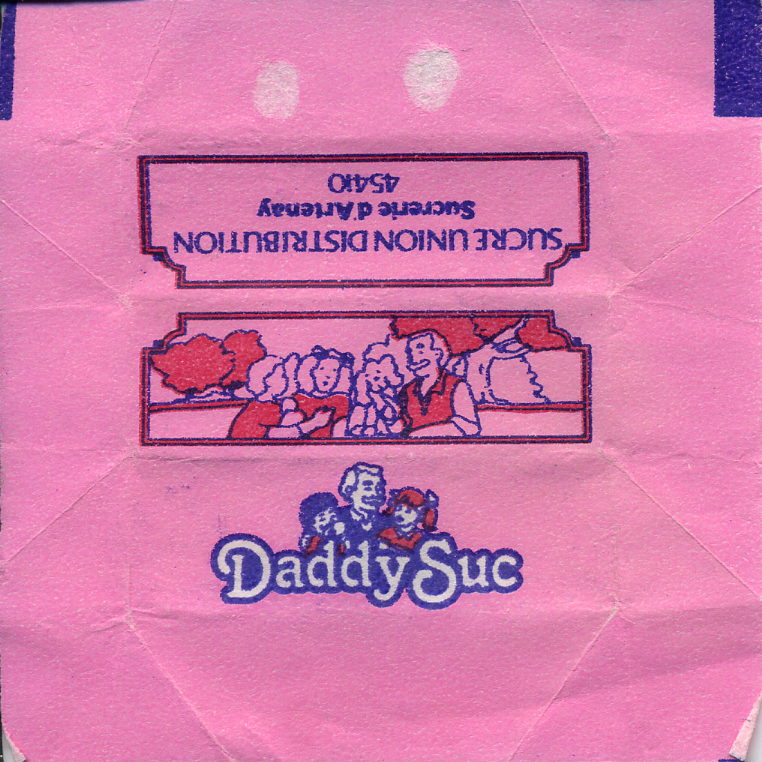 SUCRE UNION DISTRIBUTION
Sucrerie d'Artenay
45410
Daddy Suc